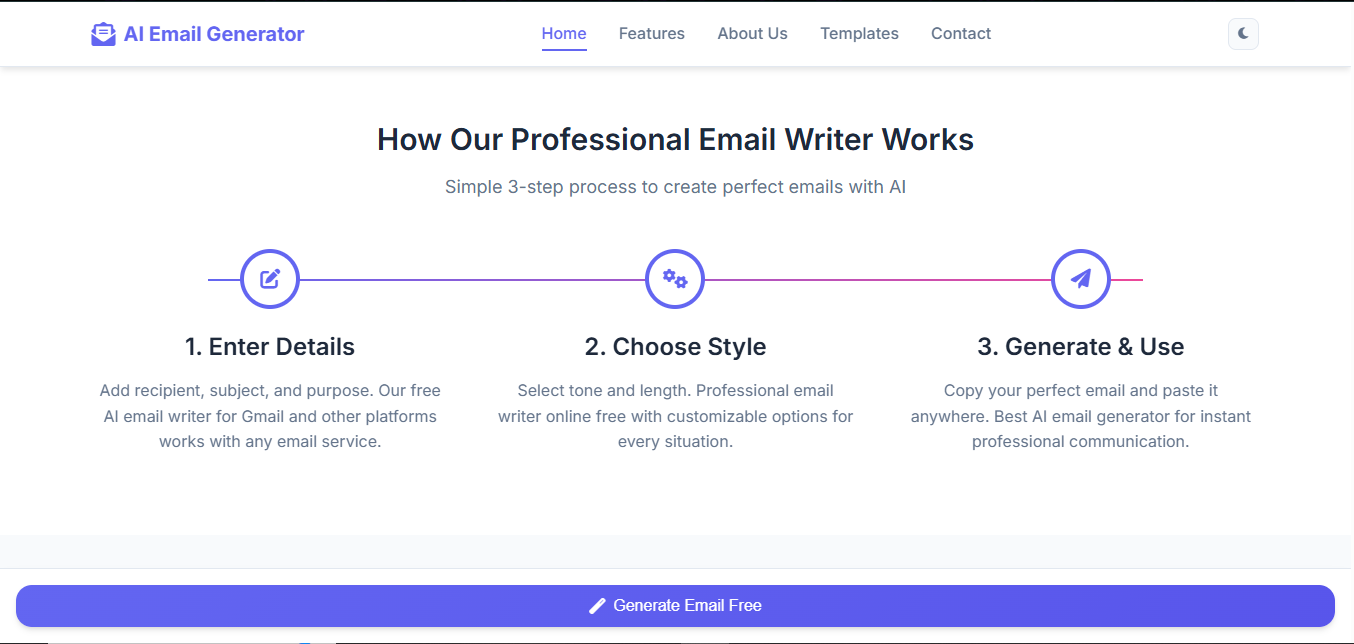 AI Email Generator
Home
Features
About Us
Templates
Contact
How Our Professional Email Writer Works
Simple 3-step process to create perfect emails with AI
1. Enter Details
Add recipient, subject, and purpose. Our free
AI email writer for Gmail and other platforms
works with any email service.
2. Choose Style
Select tone and length. Professional email
writer online free with customizable options for
every situation.
3. Generate & Use
Copy your perfect email and paste it
anywhere. Best AI email generator for instant
professional communication.
Generate Email Free